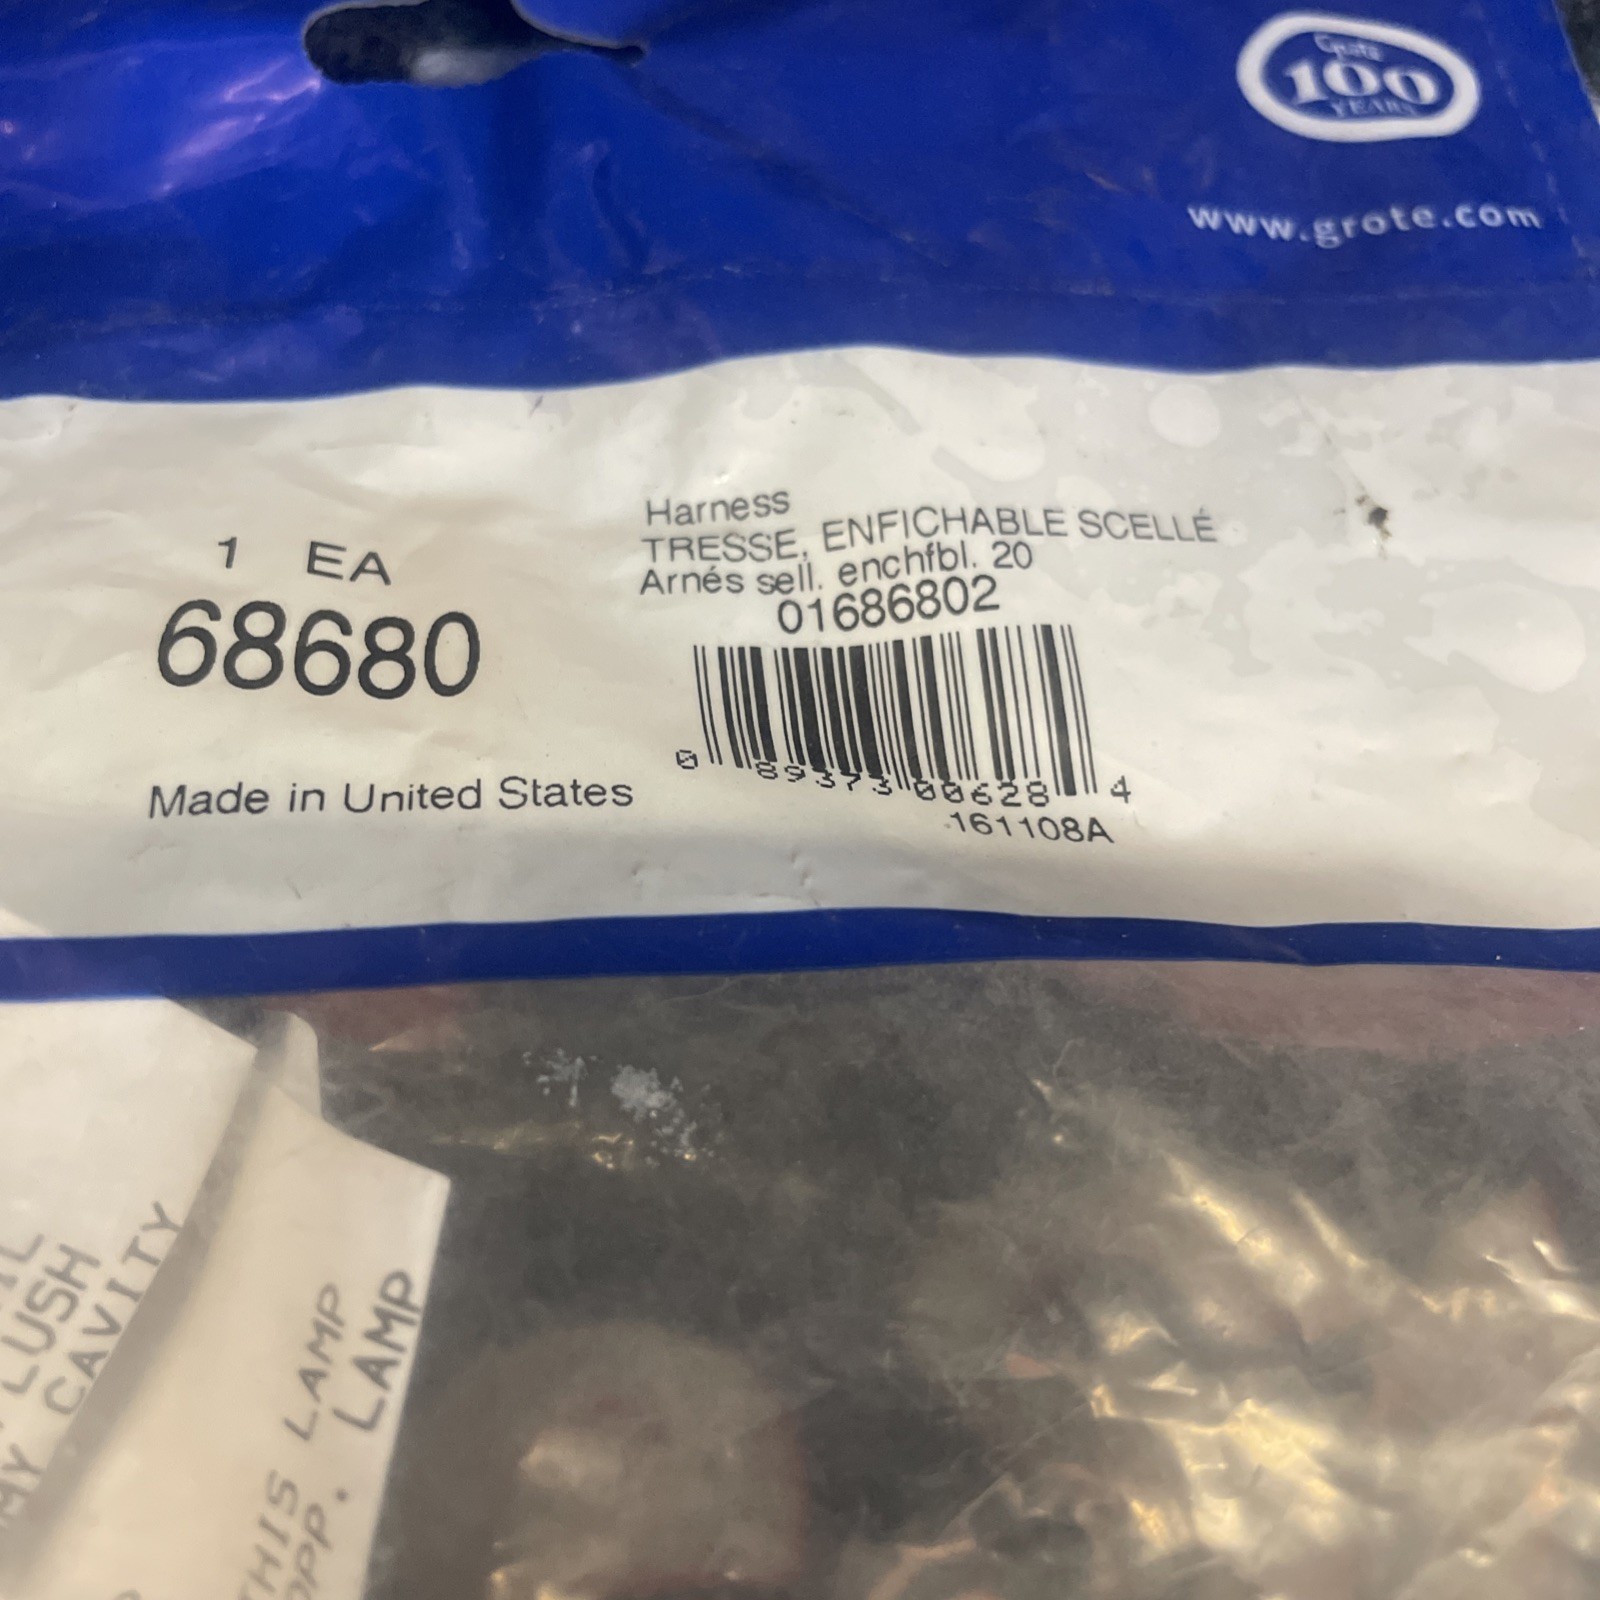 Grote
100
YEARS
www.grote.com
1 EA
68680
Made in United States
Harness
TRESSE, ENFICHABLE SCELLÉ
Arnés sell. enchfbl. 20
01686802
0 89373 00628 4
161108A
LUSH
CAVITY
THIS LAMP
OPP. LAMP